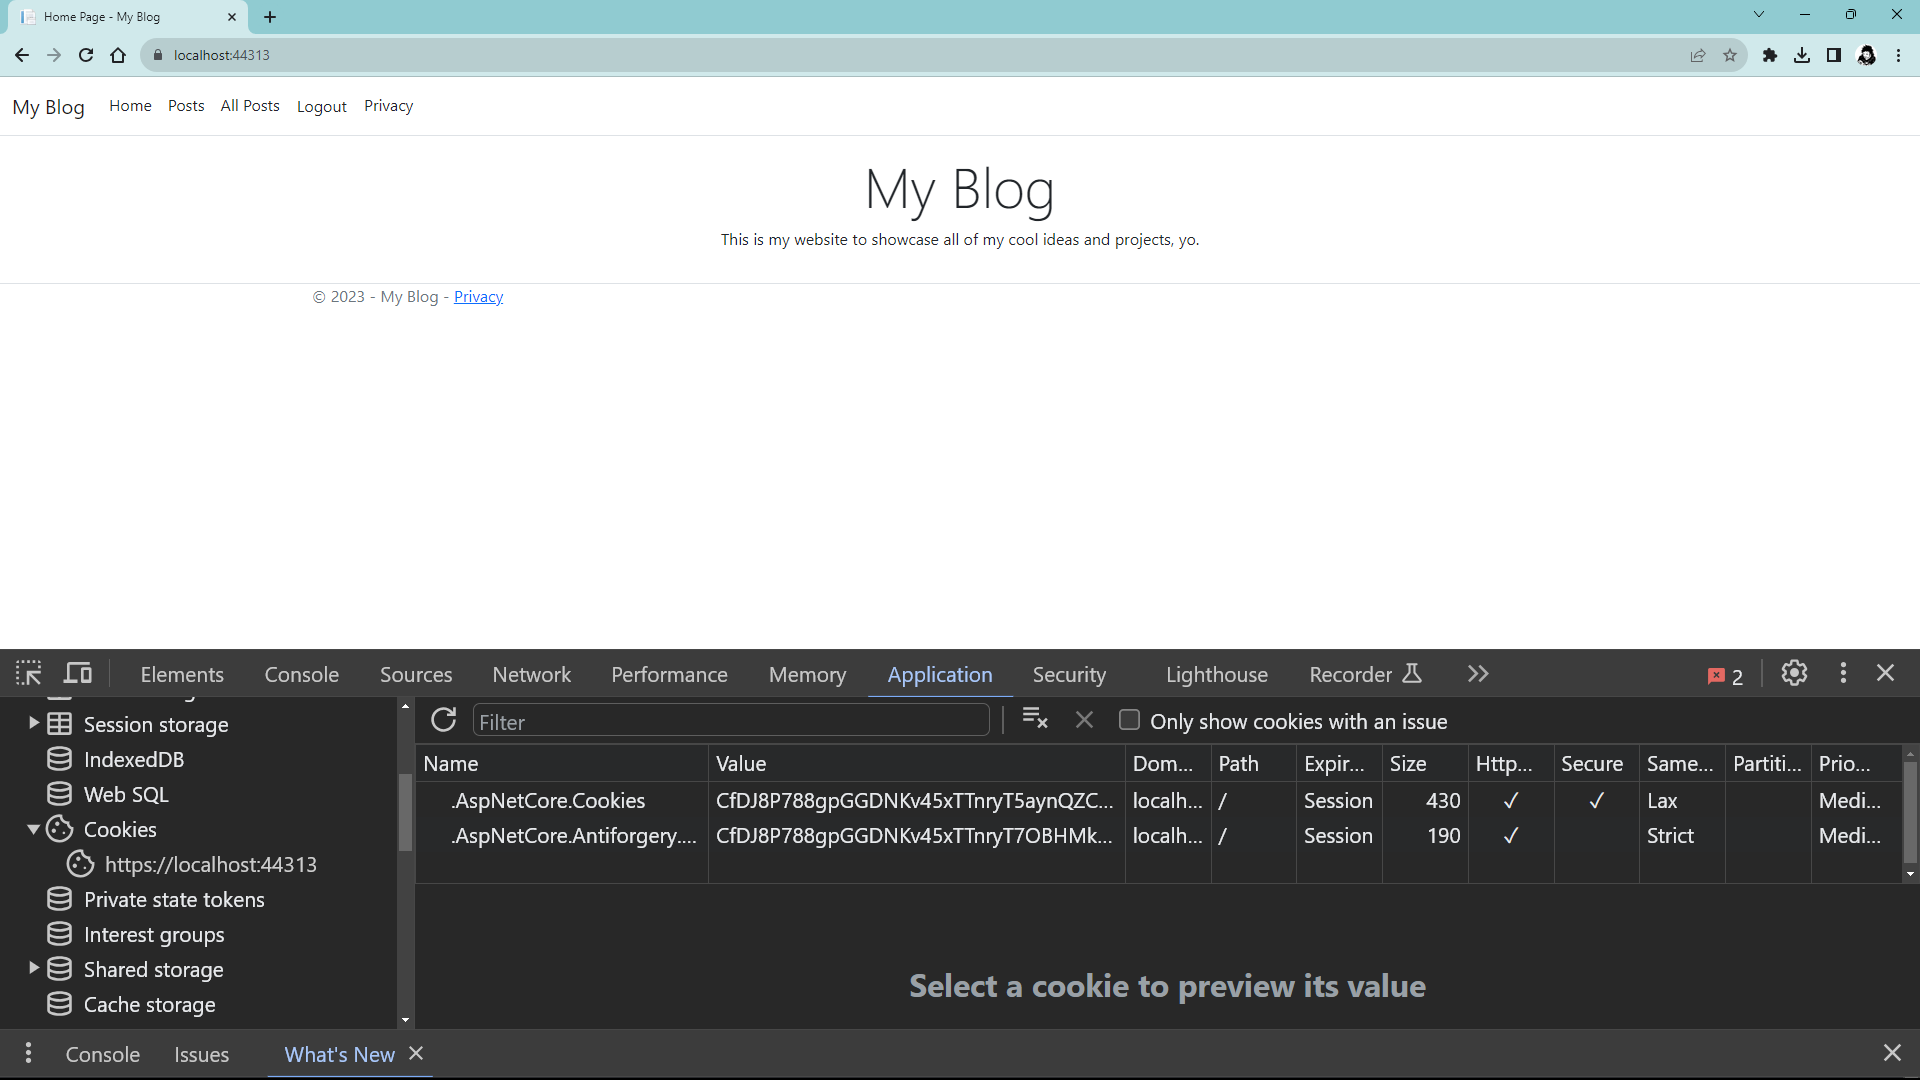 Home Page - My Blog
localhost:44313
My Blog Home Posts All Posts Logout Privacy
My Blog
This is my website to showcase all of my cool ideas and projects, yo.
© 2023 - My Blog - Privacy
Elements Console Sources Network Performance Memory Application Security Lighthouse Recorder 2
Session storage
IndexedDB
Web SQL
Cookies
https://localhost:44313
Private state tokens
Interest groups
Shared storage
Cache storage
Filter Only show cookies with an issue
Name Value Dom... Path Expir... Size Http... Secure Same... Partiti... Prio...
.AspNetCore.Cookies CfDJ8P788gpGGDNKv45xTTnryT5aynQZC... localh... / Session 430 ✓ ✓ Lax Medi...
.AspNetCore.Antiforgery.... CfDJ8P788gpGGDNKv45xTTnryT7OBHMk... localh... / Session 190 ✓ Strict Medi...
Select a cookie to preview its value
Console Issues What's New